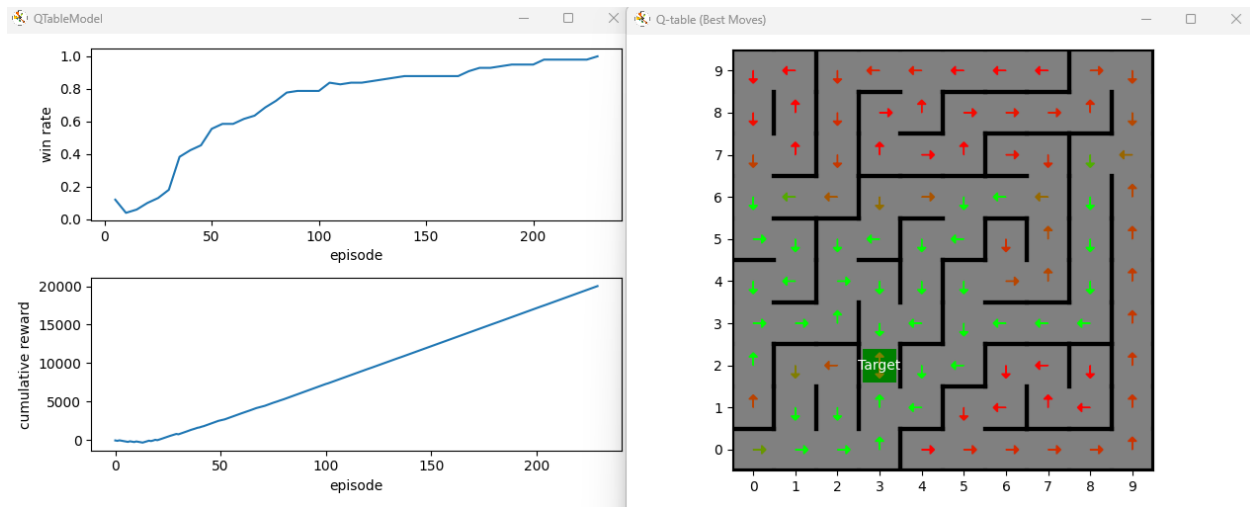 QTableModel
1.0
0.8
0.6
0.4
0.2
0.0
win rate
0 50 100 150 200
episode
20000
15000
10000
5000
0
cumulative reward
0 50 100 150 200
episode
Q-table (Best Moves)
9
8
7
6
5
4
3
2
1
0
Target
0 1 2 3 4 5 6 7 8 9